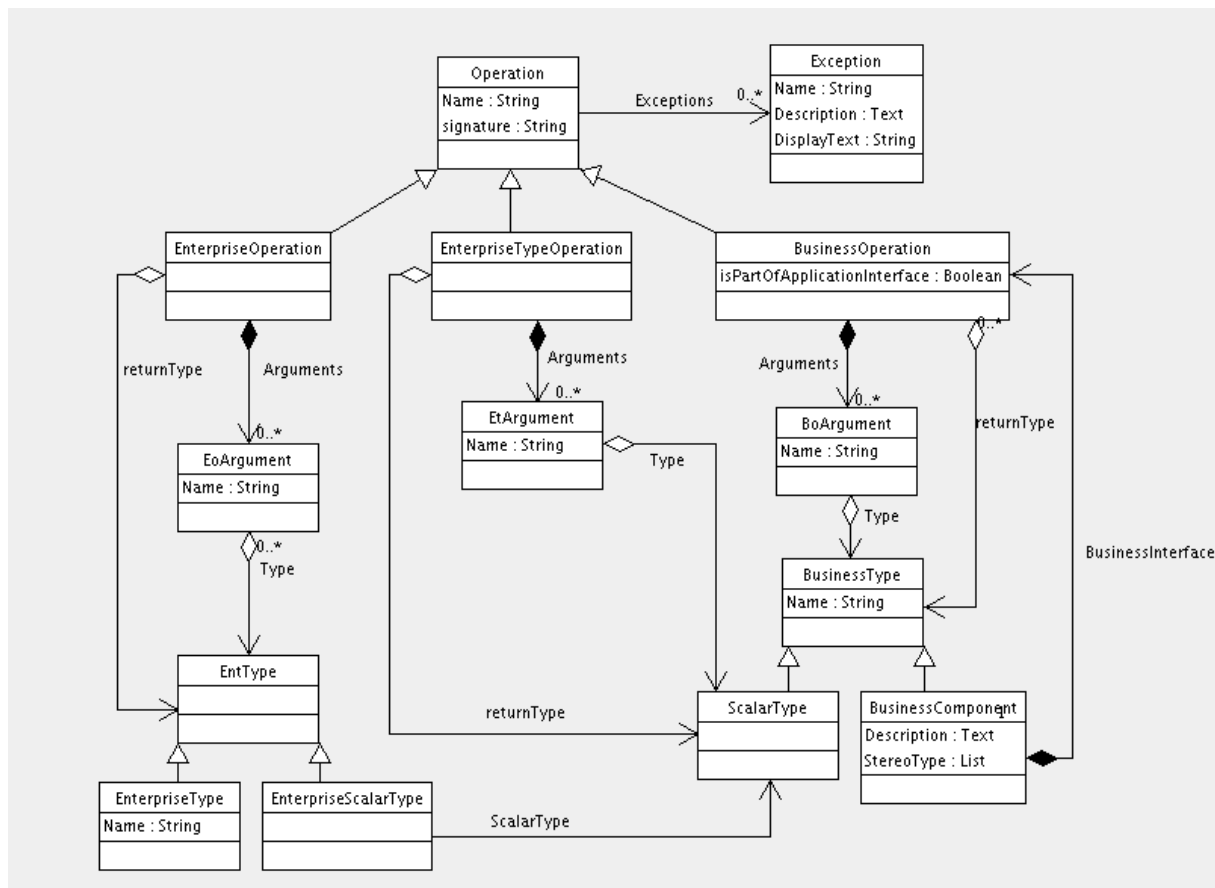 Operation
Name : String
signature : String
Exceptions
0..*
Exception
Name : String
Description : Text
DisplayText : String
EnterpriseOperation
EnterpriseTypeOperation
BusinessOperation
isPartOfApplicationInterface : Boolean
returnType
Arguments
0..*
Arguments
0..*
Arguments
0..*
0..*
returnType
EoArgument
Name : String
EtArgument
Name : String
BoArgument
Name : String
0..*
Type
Type
Type
BusinessInterface
BusinessType
Name : String
EntType
returnType
ScalarType
BusinessComponent
Description : Text
StereoType : List
EnterpriseType
Name : String
EnterpriseScalarType
ScalarType